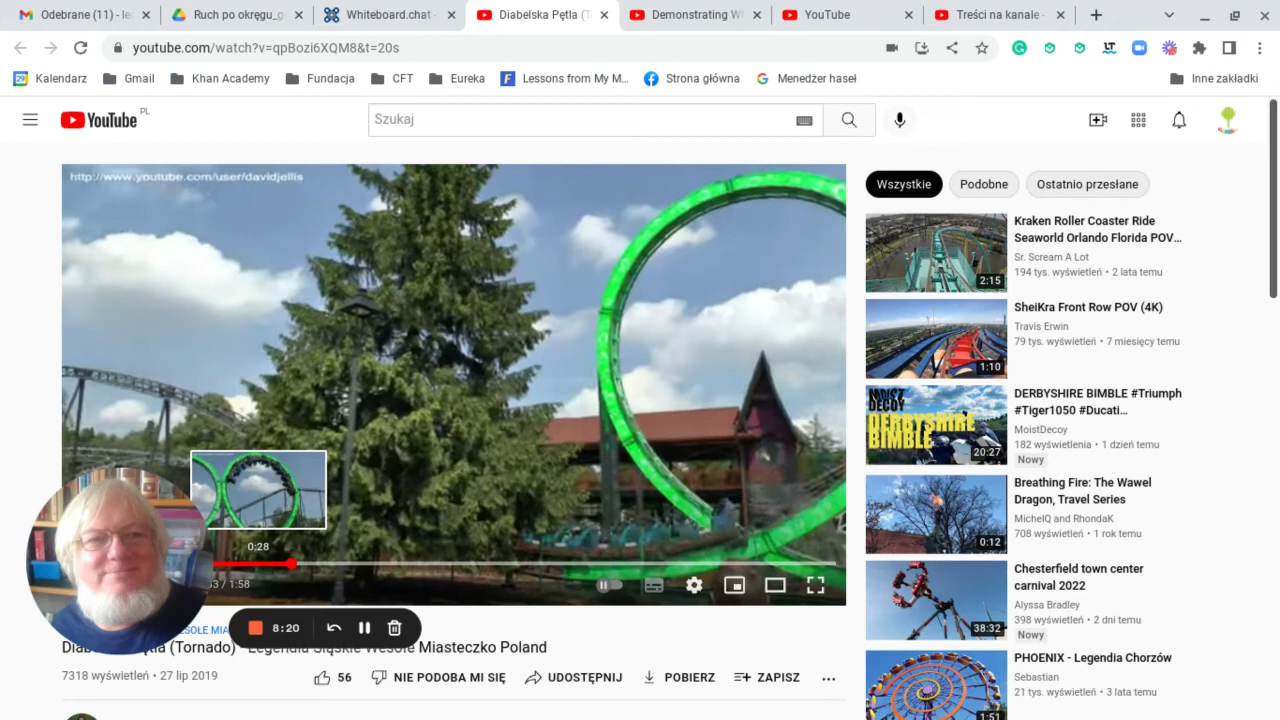 Odebrane (11) - le
Ruch po okręgu_g
Whiteboard.chat -
Diabelska Pętla (T
Demonstrating W
YouTube
Treści na kanale -
youtube.com/watch?v=qpBozi6XQM8&t=20s
Kalendarz
Gmail
Khan Academy
Fundacja
CFT
Eureka
Lessons from My M...
Strona główna
Menedżer haseł
Inne zakładki
YouTube PL
Szukaj
http://www.youtube.com/user/davidjellis
0:28
/ 1:58
8:20
(Tornado) - Legendia Śląskie Wesołe Miasteczko Poland
7318 wyświetleń • 27 lip 2019
56
NIE PODOBA MI SIĘ
UDOSTĘPNIJ
POBIERZ
ZAPISZ
Wszystkie
Podobne
Ostatnio przesłane
Kraken Roller Coaster Ride
Seaworld Orlando Florida POV...
Sr. Scream A Lot
194 tys. wyświetleń • 2 lata temu
2:15
SheiKra Front Row POV (4K)
Travis Erwin
79 tys. wyświetleń • 7 miesięcy temu
1:10
DERBYSHIRE BIMBLE #Triumph
#Tiger1050 #Ducati...
MoistDecoy
182 wyświetlenia • 1 dzień temu
Nowy
MOIST
DECOY
DERBYSHIRE
BIMBLE
20:27
Breathing Fire: The Wawel
Dragon, Travel Series
MichelQ and RhondaK
708 wyświetleń • 1 rok temu
0:12
Chesterfield town center
carnival 2022
Alyssa Bradley
398 wyświetleń • 2 dni temu
Nowy
38:32
PHOENIX - Legendia Chorzów
Sebastian
21 tys. wyświetleń • 3 lata temu
1:51